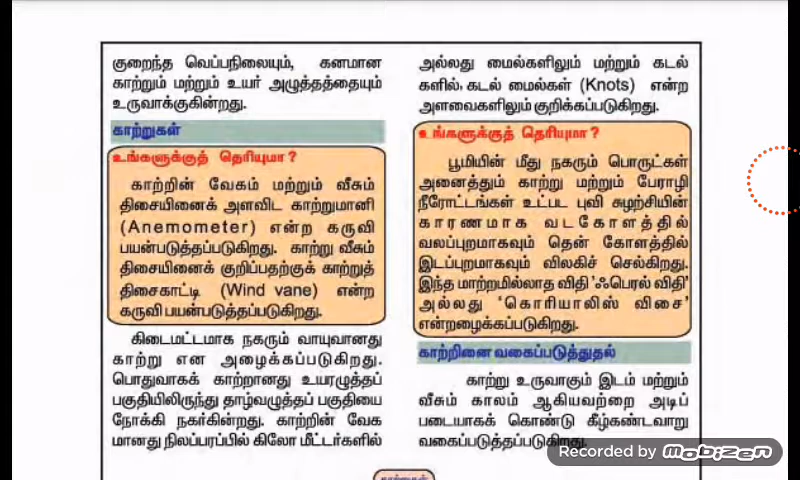 குறைந்த வெப்பநிலையும், கனமான
காற்றும் மற்றும் உயர் அழுத்தத்தையும்
உருவாக்குகின்றது.
காற்றுகள்
உங்களுக்குத் தெரியுமா?
காற்றின் வேகம் மற்றும் வீசும்
திசையினைக் அளவிட காற்றுமானி
(Anemometer) என்ற கருவி
பயன்படுத்தப்படுகிறது. காற்று வீசும்
திசையினைக் குறிப்பதற்குக் காற்றுத்
திசைகாட்டி (Wind vane) என்ற
கருவி பயன்படுத்தப்படுகிறது.
கிடைமட்டமாக நகரும் வாயுவானது
காற்று என அழைக்கப்படுகிறது.
பொதுவாகக் காற்றானது உயரழுத்தப்
பகுதியிலிருந்து தாழ்வழுத்தப் பகுதியை
நோக்கி நகர்கின்றது. காற்றின் வேக
மானது நிலப்பரப்பில் கிலோ மீட்டர்களில்
அல்லது மைல்களிலும் மற்றும் கடல்
களில், கடல் மைல்கள் (Knots) என்ற
அளவைகளிலும் குறிக்கப்படுகிறது.
உங்களுக்குத் தெரியுமா?
பூமியின் மீது நகரும் பொருட்கள்
அனைத்தும் காற்று மற்றும் பேராழி
நீரோட்டங்கள் உட்பட புவி சுழற்சியின்
காரணமாக வடகோளத்தில்
வலப்புறமாகவும் தென் கோளத்தில்
இடப்புறமாகவும் விலகிச் செல்கிறது.
இந்த மாற்றமில்லாத விதி 'ஃபெரல் விதி'
அல்லது 'கொரியாலிஸ் விசை'
என்றழைக்கப்படுகிறது.
காற்றினை வகைப்படுத்துதல்
காற்று உருவாகும் இடம் மற்றும்
வீசும் காலம் ஆகியவற்றை அடிப்
படையாகக் கொண்டு கீழ்கண்டவாறு
வகைப்படுத்தப்படுகிறது.
Recorded by mobizen
காற்றுகள்